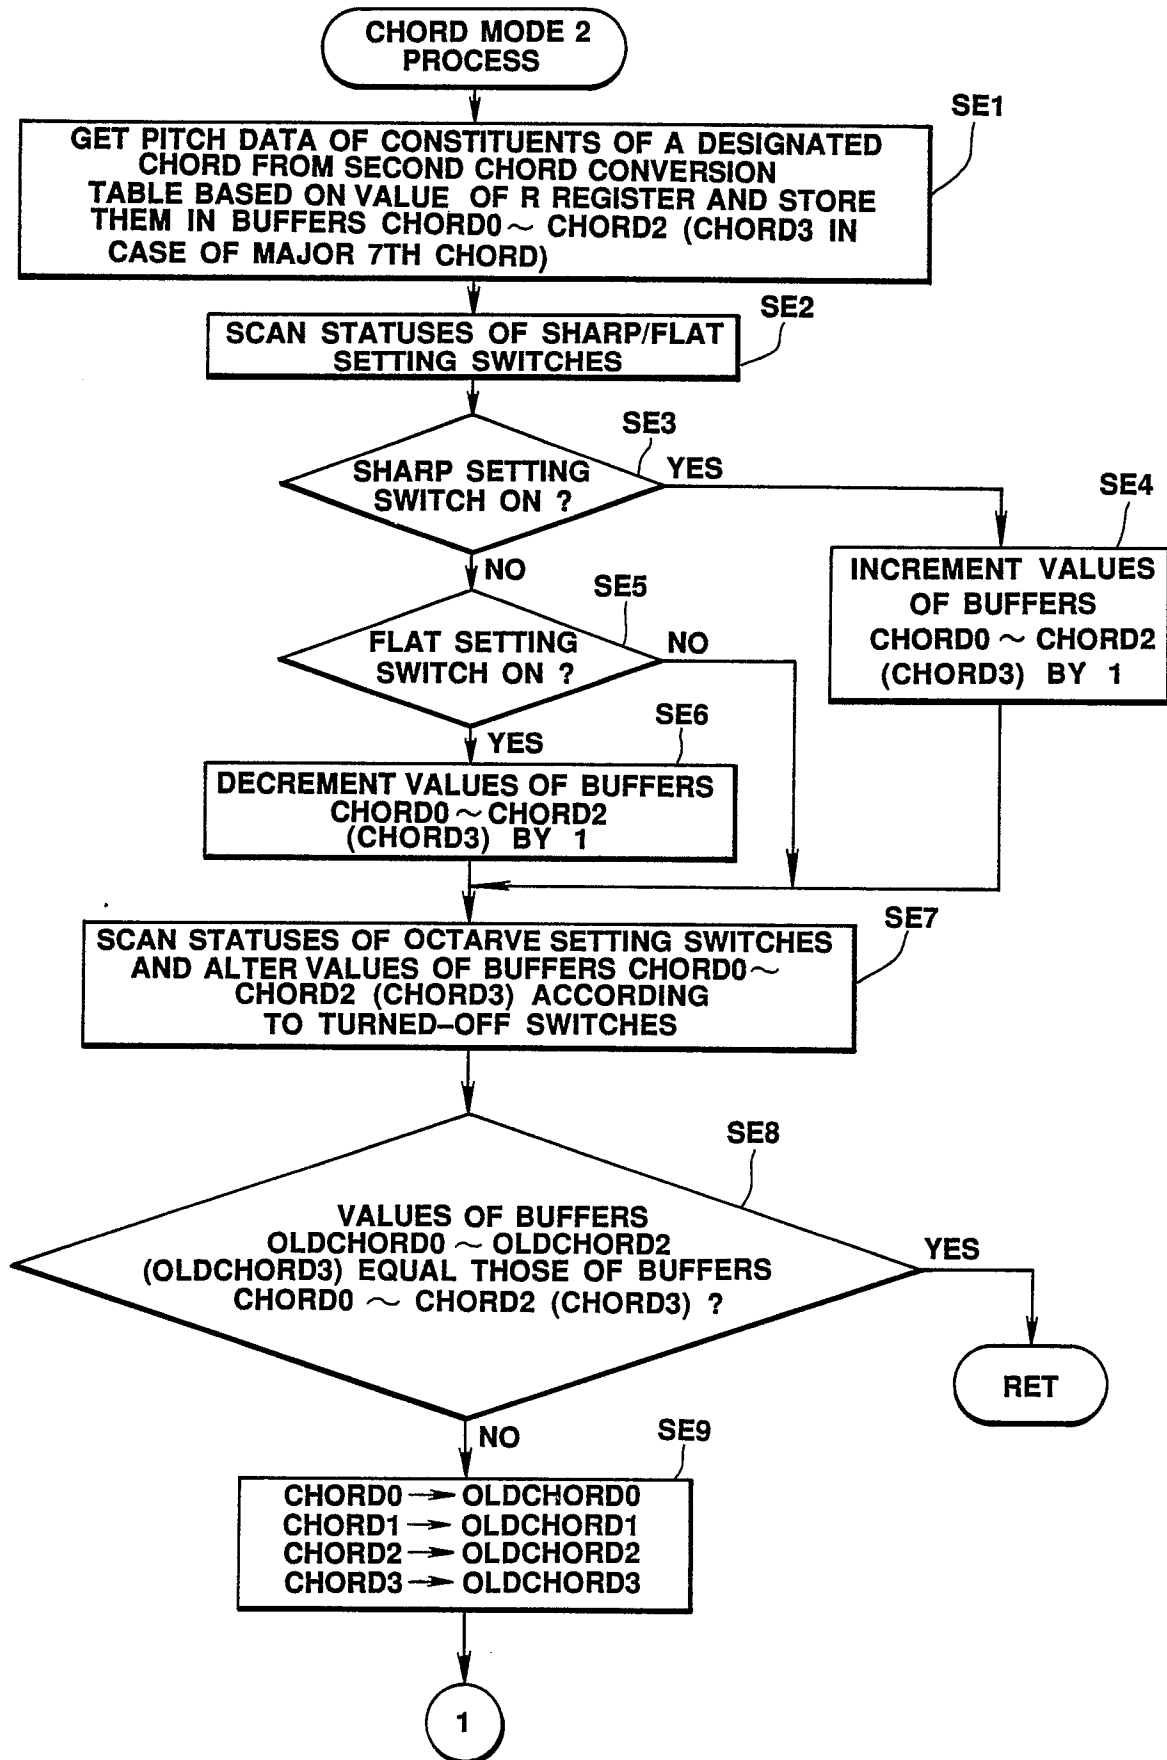 CHORD MODE 2
PROCESS
SE1
GET PITCH DATA OF CONSTITUENTS OF A DESIGNATED
CHORD FROM SECOND CHORD CONVERSION
TABLE BASED ON VALUE OF R REGISTER AND STORE
THEM IN BUFFERS CHORD0 ~ CHORD2 (CHORD3 IN
CASE OF MAJOR 7TH CHORD)
SE2
SCAN STATUSES OF SHARP/FLAT
SETTING SWITCHES
SE3
SHARP SETTING
SWITCH ON ?
YES
NO
SE4
INCREMENT VALUES
OF BUFFERS
CHORD0 ~ CHORD2
(CHORD3) BY 1
SE5
FLAT SETTING
SWITCH ON ?
NO
YES
SE6
DECREMENT VALUES OF BUFFERS
CHORD0 ~ CHORD2
(CHORD3) BY 1
SE7
SCAN STATUSES OF OCTARVE SETTING SWITCHES
AND ALTER VALUES OF BUFFERS CHORD0 ~
CHORD2 (CHORD3) ACCORDING
TO TURNED-OFF SWITCHES
SE8
VALUES OF BUFFERS
OLDCHORD0 ~ OLDCHORD2
(OLDCHORD3) EQUAL THOSE OF BUFFERS
CHORD0 ~ CHORD2 (CHORD3) ?
YES
RET
NO
SE9
CHORD0 → OLDCHORD0
CHORD1 → OLDCHORD1
CHORD2 → OLDCHORD2
CHORD3 → OLDCHORD3
1